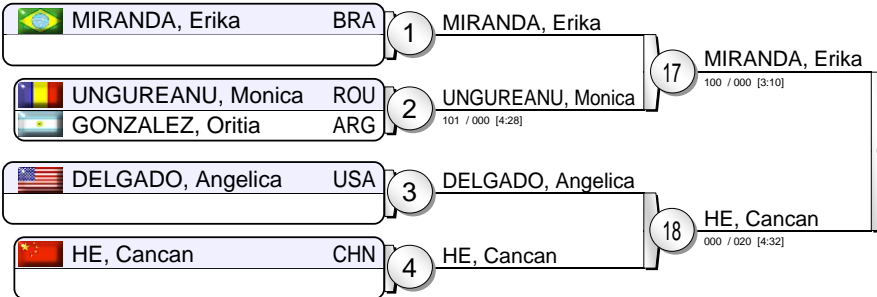 MIRANDA, Erika BRA
1
MIRANDA, Erika
17
MIRANDA, Erika
100 / 000 [3:10]
UNGUREANU, Monica ROU
GONZALEZ, Oritia ARG
2
UNGUREANU, Monica
101 / 000 [4:28]
DELGADO, Angelica USA
3
DELGADO, Angelica
18
HE, Cancan
000 / 020 [4:32]
HE, Cancan CHN
4
HE, Cancan